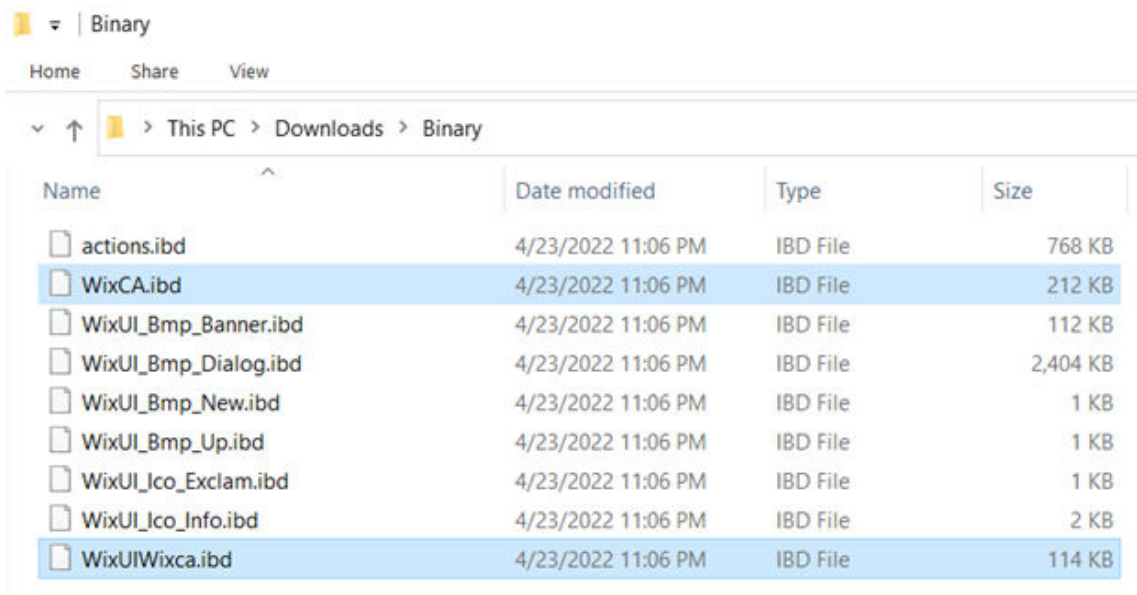 Binary
Home Share View
This PC > Downloads > Binary
Name Date modified Type Size
actions.ibd 4/23/2022 11:06 PM IBD File 768 KB
WixCA.ibd 4/23/2022 11:06 PM IBD File 212 KB
WixUI_Bmp_Banner.ibd 4/23/2022 11:06 PM IBD File 112 KB
WixUI_Bmp_Dialog.ibd 4/23/2022 11:06 PM IBD File 2,404 KB
WixUI_Bmp_New.ibd 4/23/2022 11:06 PM IBD File 1 KB
WixUI_Bmp_Up.ibd 4/23/2022 11:06 PM IBD File 1 KB
WixUI_Ico_Exclam.ibd 4/23/2022 11:06 PM IBD File 1 KB
WixUI_Ico_Info.ibd 4/23/2022 11:06 PM IBD File 2 KB
WixUIWixca.ibd 4/23/2022 11:06 PM IBD File 114 KB